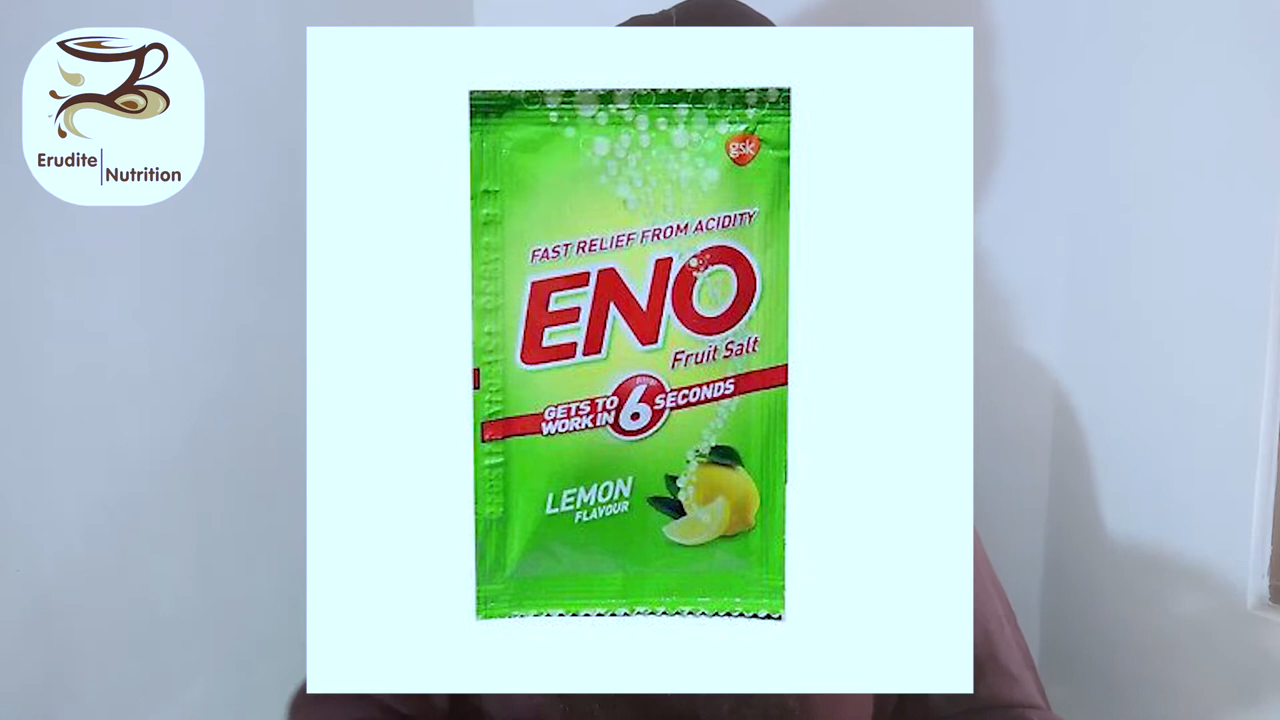 Erudite
Nutrition
gsk
FAST RELIEF FROM ACIDITY
ENO
Fruit Salt
GETS TO
WORK IN
6
SECONDS
LEMON
FLAVOUR